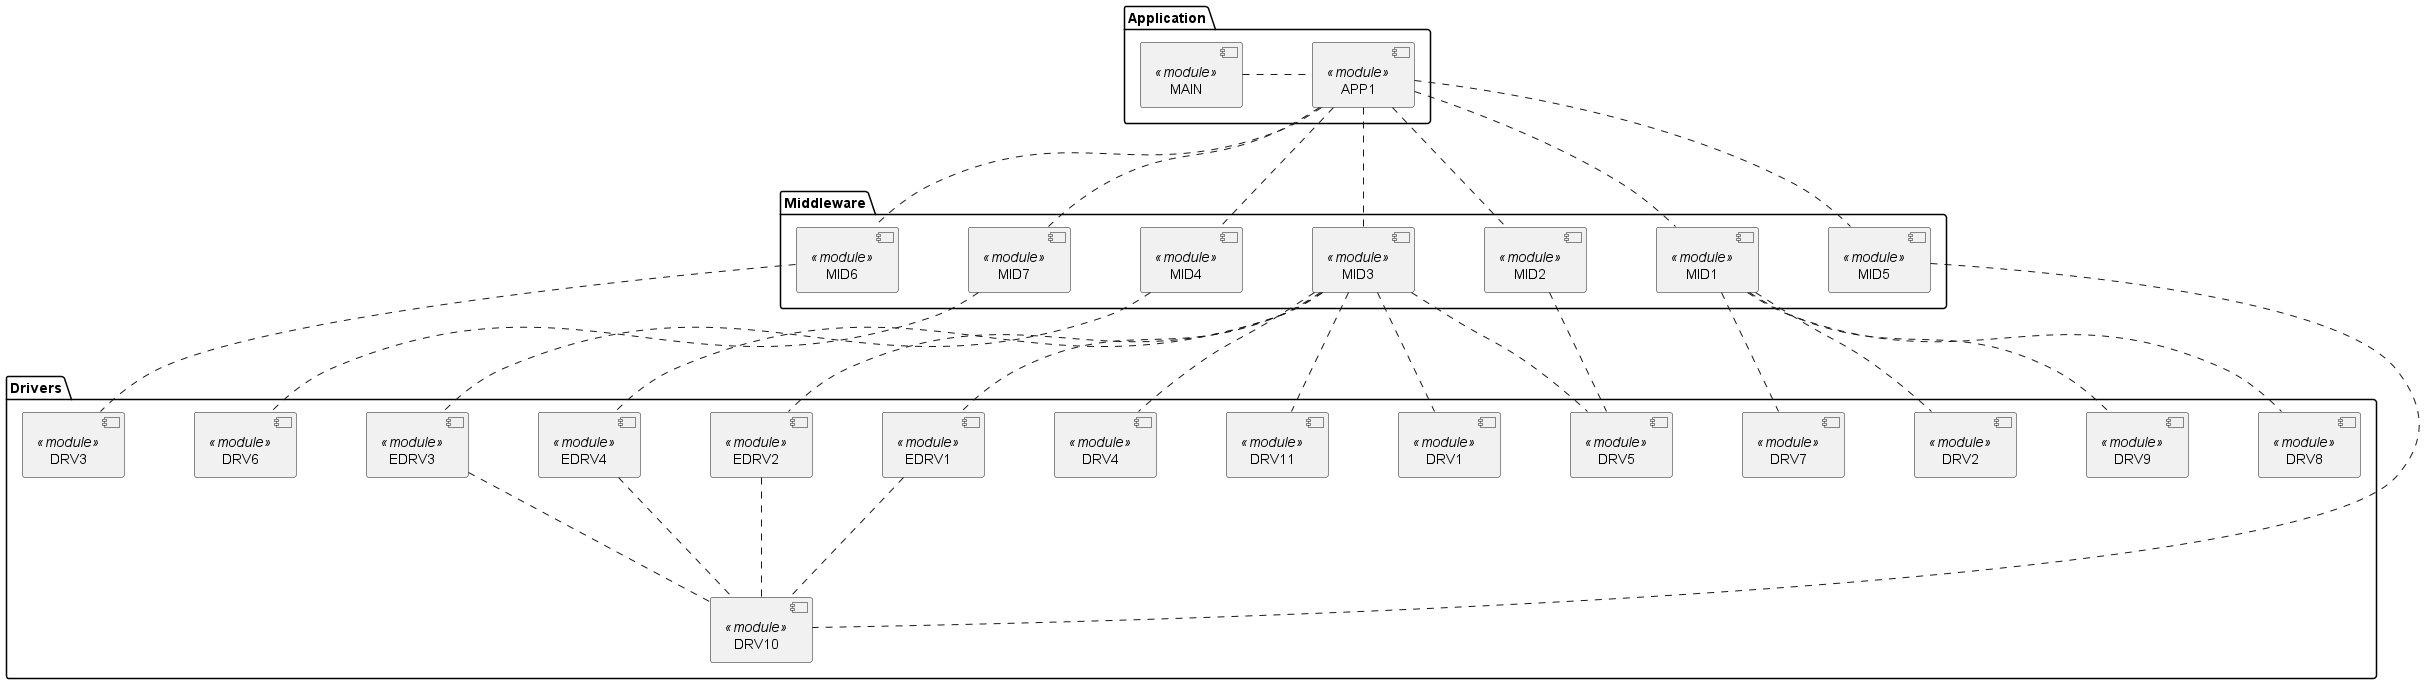 Application
«module»
MAIN
«module»
APP1
Middleware
«module»
MID6
«module»
MID7
«module»
MID4
«module»
MID3
«module»
MID2
«module»
MID1
«module»
MID5
Drivers
«module»
DRV3
«module»
DRV6
«module»
EDRV3
«module»
EDRV4
«module»
EDRV2
«module»
EDRV1
«module»
DRV4
«module»
DRV11
«module»
DRV1
«module»
DRV5
«module»
DRV7
«module»
DRV2
«module»
DRV9
«module»
DRV8
«module»
DRV10